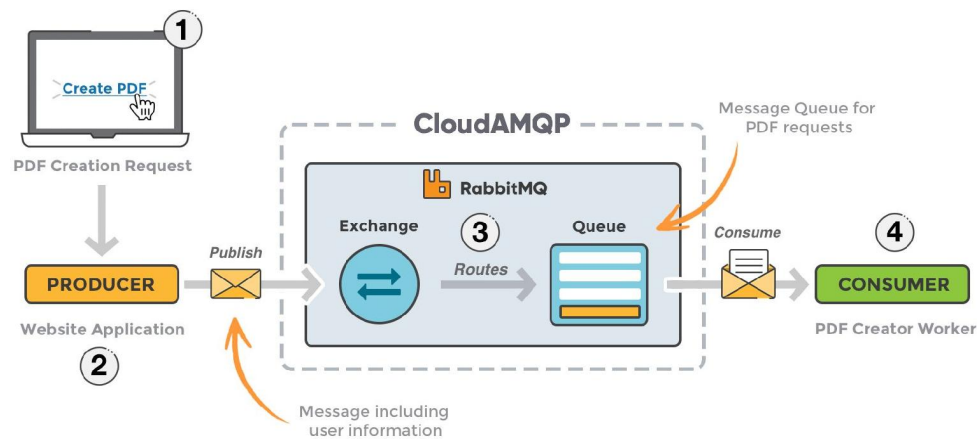 1
Create PDF
PDF Creation Request
CloudAMQP
Message Queue for
PDF requests
RabbitMQ
Exchange
3
Queue
Routes
Publish
Consume
4
PRODUCER
CONSUMER
Website Application
PDF Creator Worker
2
Message including
user information